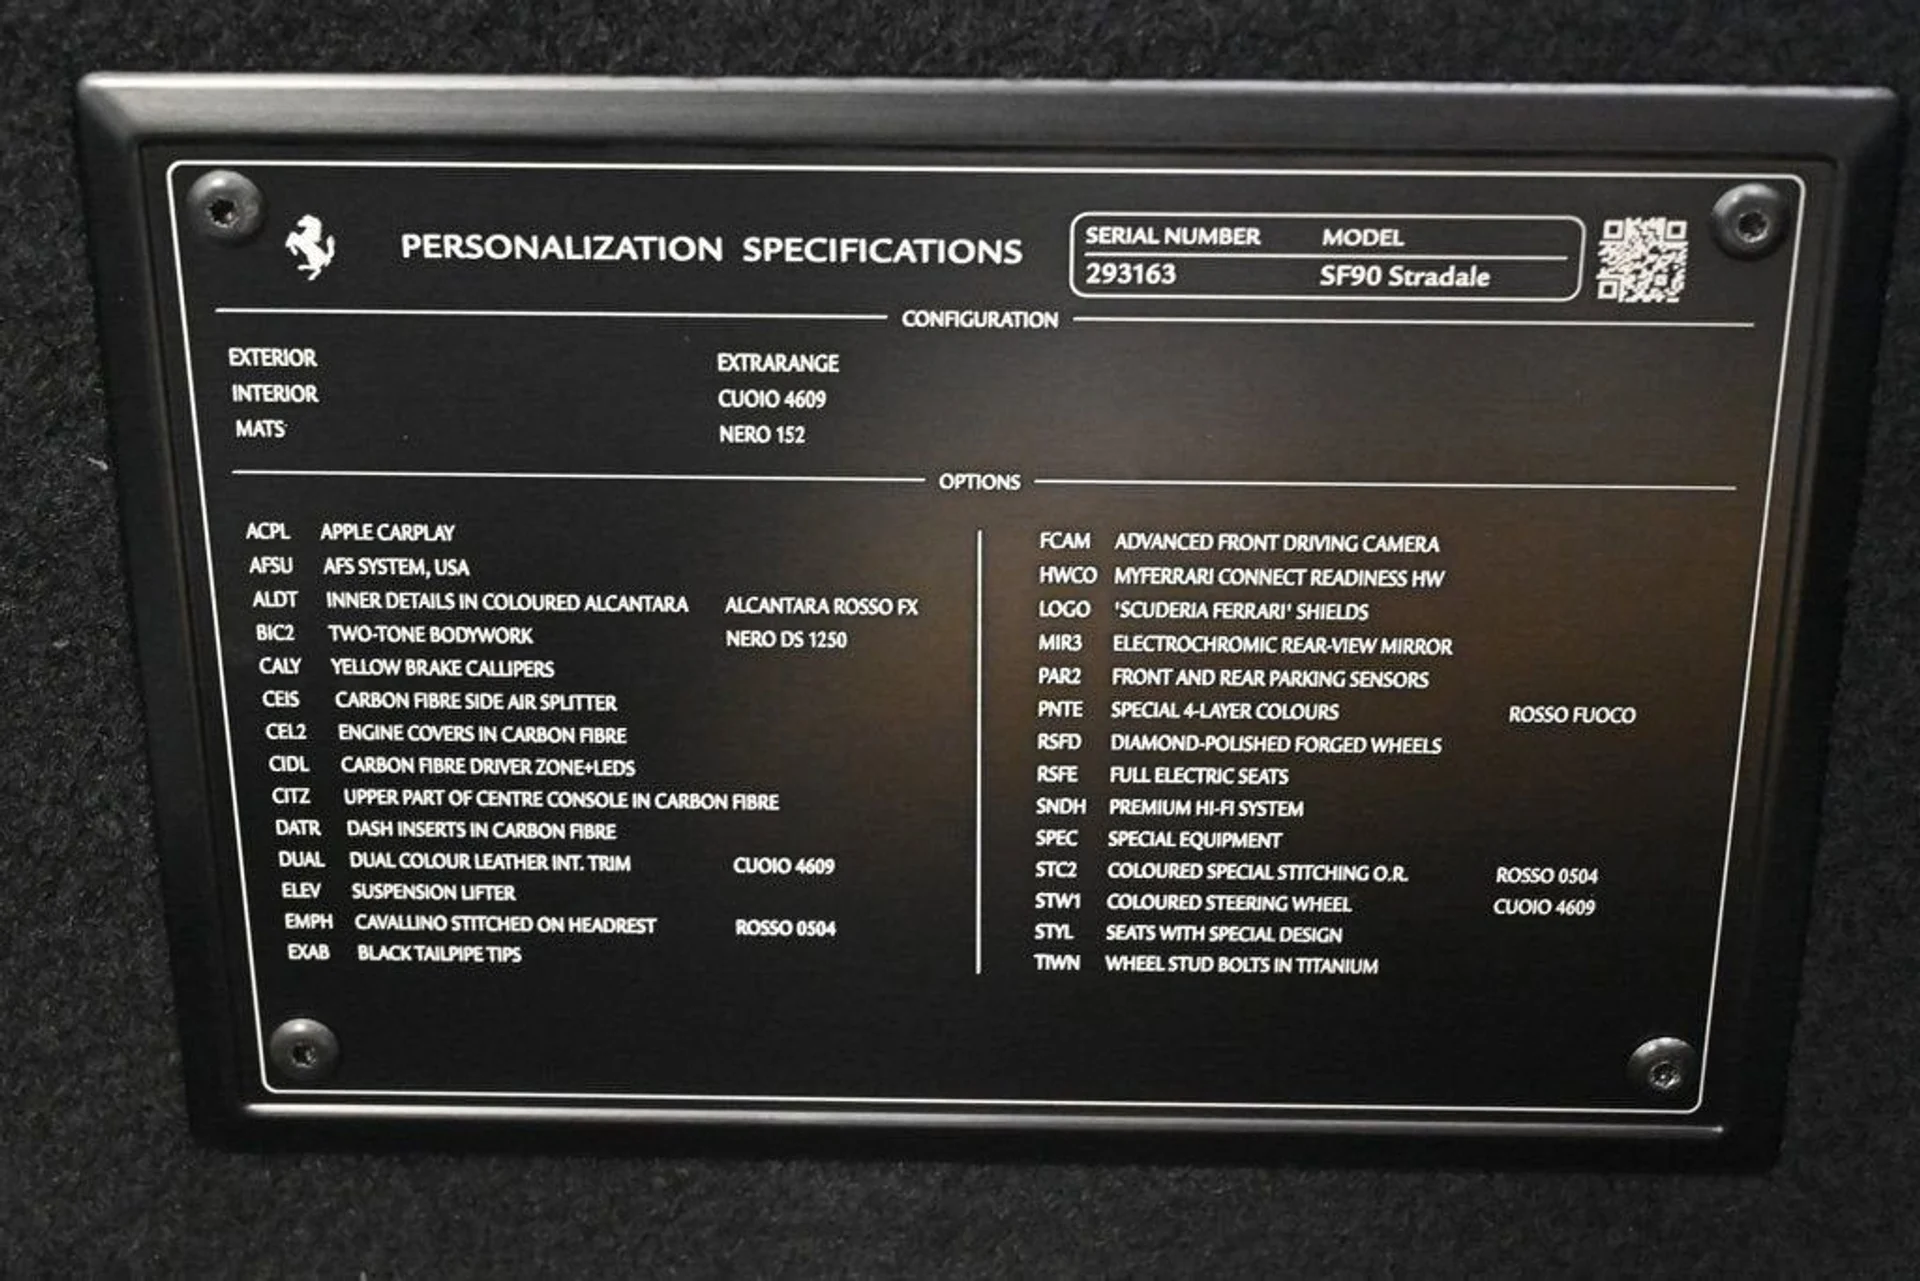 PERSONALIZATION SPECIFICATIONS
SERIAL NUMBER MODEL
293163 SF90 Stradale
CONFIGURATION
EXTERIOR EXTRARANGE
INTERIOR CUOIO 4609
MATS NERO 152
OPTIONS
ACPL APPLE CARPLAY
AFSU AFS SYSTEM, USA
ALDT INNER DETAILS IN COLOURED ALCANTARA ALCANTARA ROSSO FX
BIC2 TWO-TONE BODYWORK NERO DS 1250
CALY YELLOW BRAKE CALLIPERS
CEIS CARBON FIBRE SIDE AIR SPLITTER
CEL2 ENGINE COVERS IN CARBON FIBRE
CIDL CARBON FIBRE DRIVER ZONE+LEDS
CITZ UPPER PART OF CENTRE CONSOLE IN CARBON FIBRE
DATR DASH INSERTS IN CARBON FIBRE
DUAL DUAL COLOUR LEATHER INT. TRIM CUOIO 4609
ELEV SUSPENSION LIFTER
EMPH CAVALLINO STITCHED ON HEADREST ROSSO 0504
EXAB BLACK TAILPIPE TIPS
FCAM ADVANCED FRONT DRIVING CAMERA
HWCO MYFERRARI CONNECT READINESS HW
LOGO 'SCUDERIA FERRARI' SHIELDS
MIR3 ELECTROCHROMIC REAR-VIEW MIRROR
PAR2 FRONT AND REAR PARKING SENSORS
PNTE SPECIAL 4-LAYER COLOURS ROSSO FUOCO
RSFD DIAMOND-POLISHED FORGED WHEELS
RSFE FULL ELECTRIC SEATS
SNDH PREMIUM HI-FI SYSTEM
SPEC SPECIAL EQUIPMENT
STC2 COLOURED SPECIAL STITCHING O.R. ROSSO 0504
STW1 COLOURED STEERING WHEEL CUOIO 4609
STYL SEATS WITH SPECIAL DESIGN
TIWN WHEEL STUD BOLTS IN TITANIUM